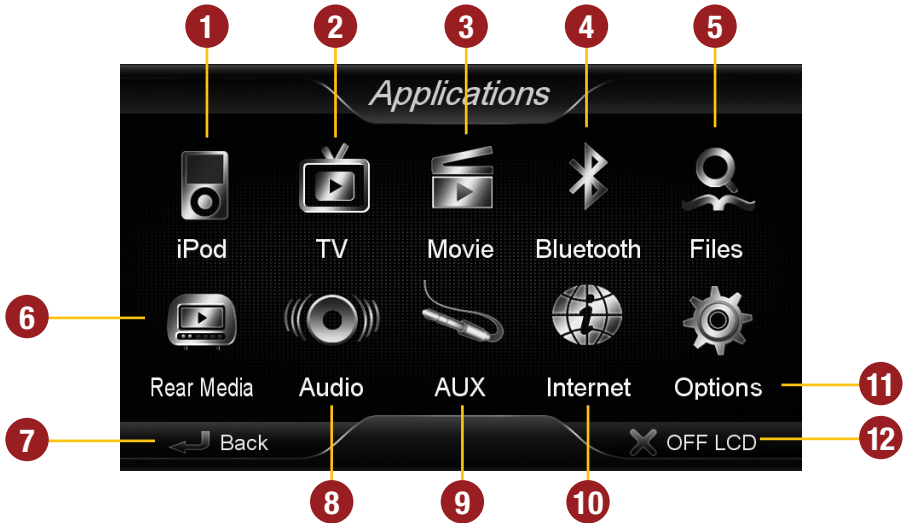 1 2 3 4 5
Applications
iPod TV Movie Bluetooth Files
6
Rear Media Audio AUX Internet Options
11
7 Back OFF LCD 12
8 9 10